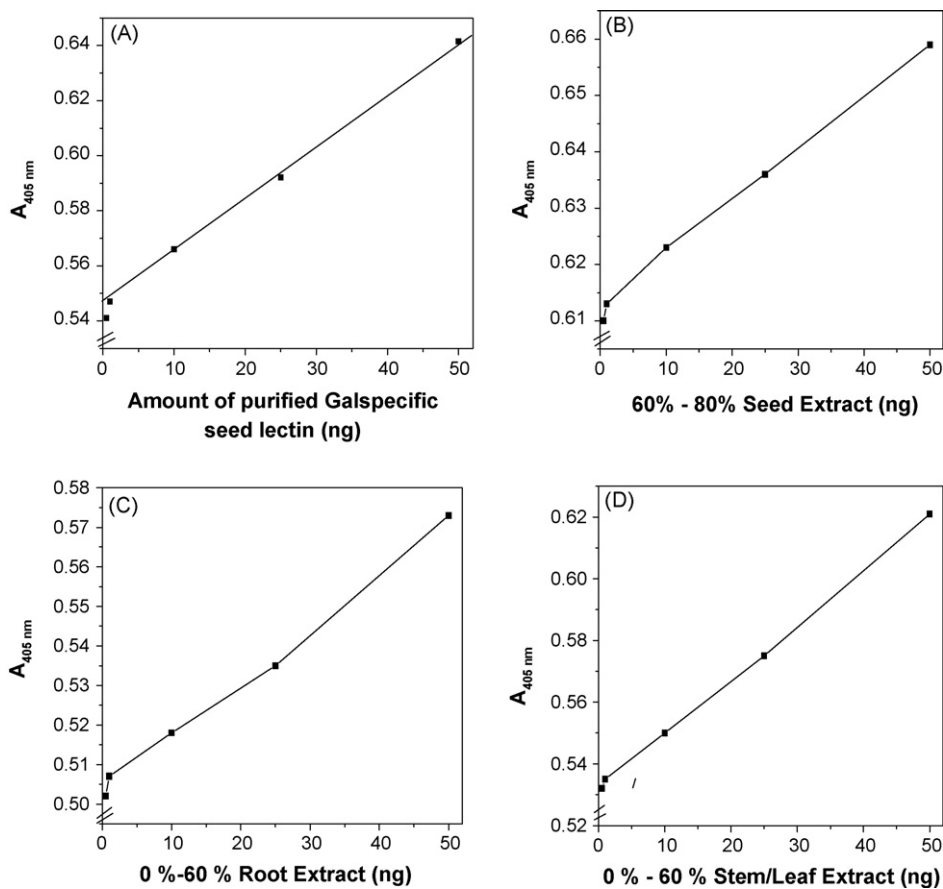 (A)
0.64
0.62
0.60
0.58
0.56
0.54
A405 nm
0 10 20 30 40 50
Amount of purified Galspecific
seed lectin (ng)
(B)
0.66
0.65
0.64
0.63
0.62
0.61
A405 nm
0 10 20 30 40 50
60% - 80% Seed Extract (ng)
(C)
0.58
0.57
0.56
0.55
0.54
0.53
0.52
0.51
0.50
A405 nm
0 10 20 30 40 50
0 %-60 % Root Extract (ng)
(D)
0.62
0.60
0.58
0.56
0.54
0.52
A405 nm
0 10 20 30 40 50
0 % - 60 % Stem/Leaf Extract (ng)